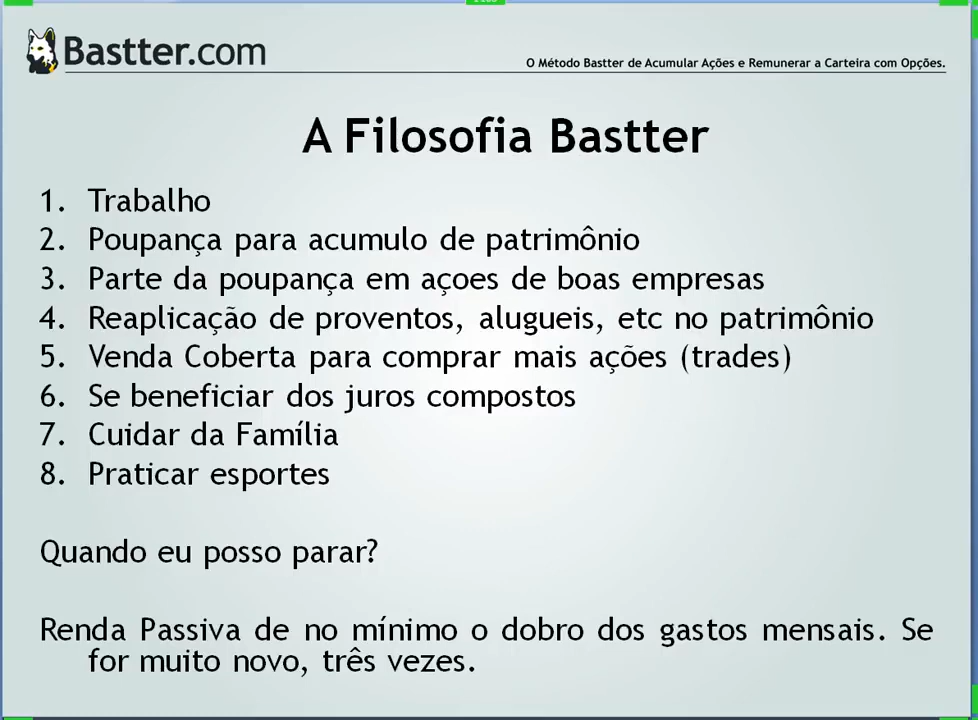 Bastter.com
O Método Bastter de Acumular Ações e Remunerar a Carteira com Opções.
A Filosofia Bastter
1. Trabalho
2. Poupança para acumulo de patrimônio
3. Parte da poupança em açoes de boas empresas
4. Reaplicação de proventos, alugueis, etc no patrimônio
5. Venda Coberta para comprar mais ações (trades)
6. Se beneficiar dos juros compostos
7. Cuidar da Família
8. Praticar esportes
Quando eu posso parar?
Renda Passiva de no mínimo o dobro dos gastos mensais. Se
for muito novo, três vezes.